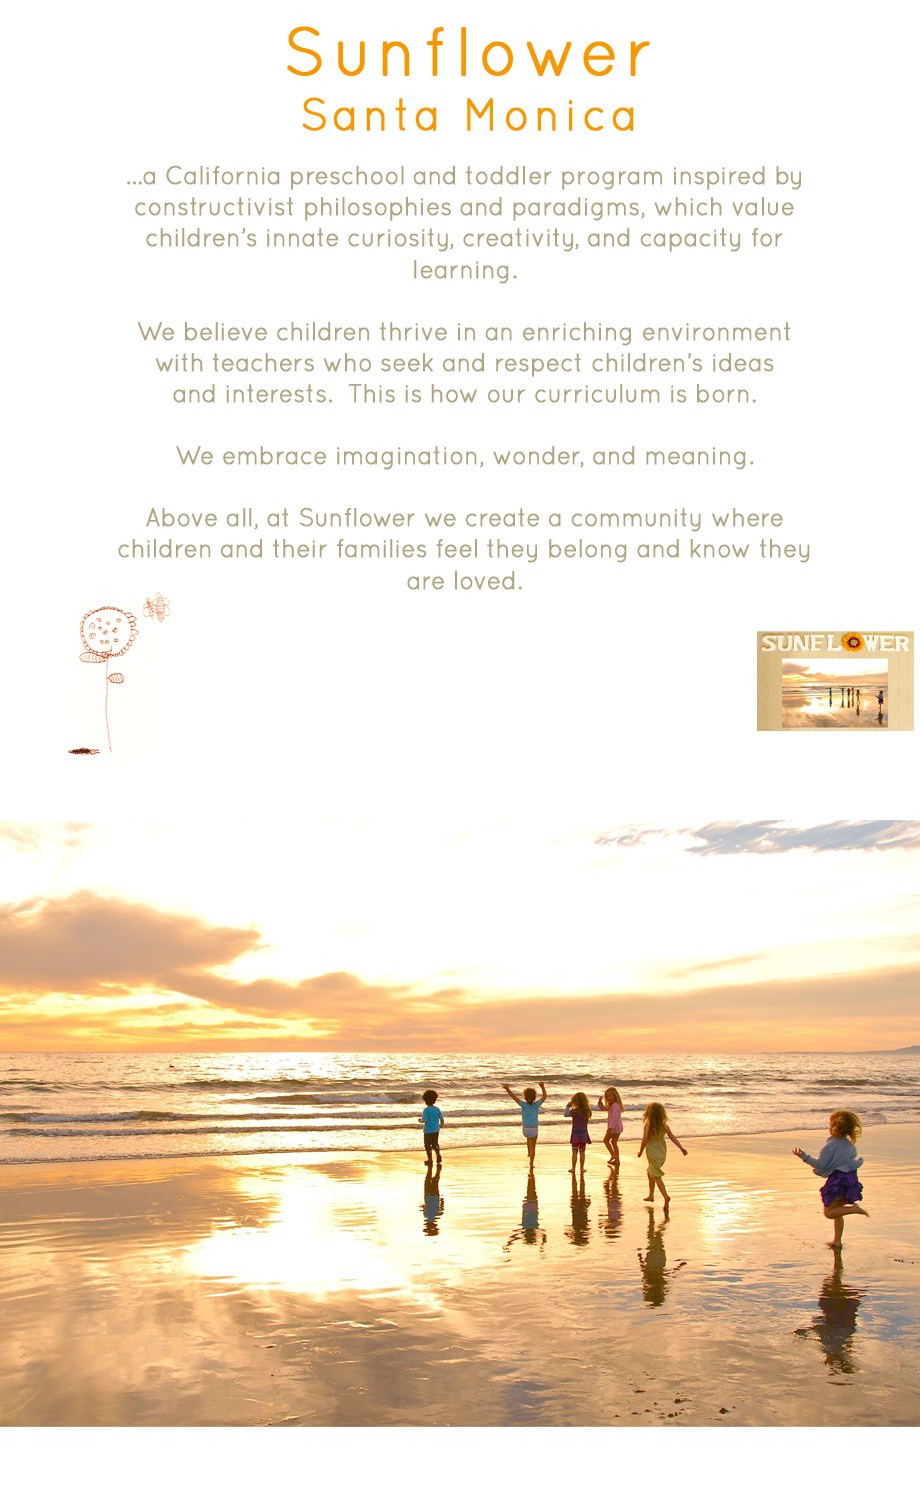 Sunflower
Santa Monica
...a California preschool and toddler program inspired by
constructivist philosophies and paradigms, which value
children's innate curiosity, creativity, and capacity for
learning.
We believe children thrive in an enriching environment
with teachers who seek and respect children's ideas
and interests.  This is how our curriculum is born.
We embrace imagination, wonder, and meaning.
Above all, at Sunflower we create a community where
children and their families feel they belong and know they
are loved.
SUNFLOWER